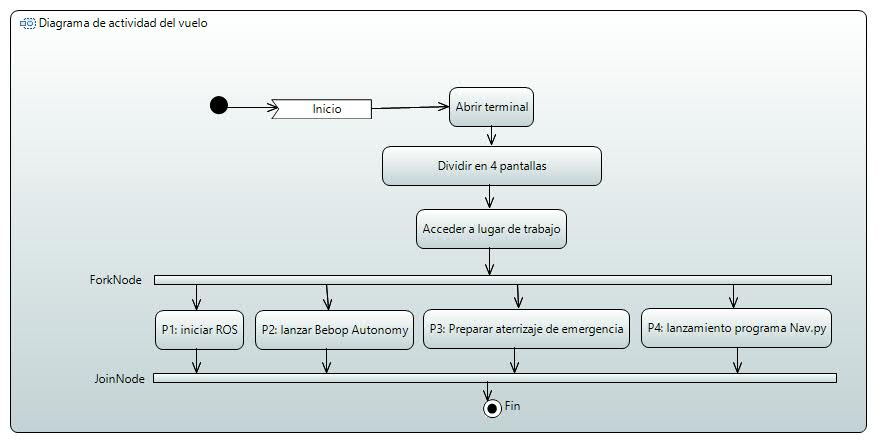 Diagrama de actividad del vuelo
Inicio
Abrir terminal
Dividir en 4 pantallas
Acceder a lugar de trabajo
ForkNode
P1: iniciar ROS
P2: lanzar Bebop Autonomy
P3: Preparar aterrizaje de emergencia
P4: lanzamiento programa Nav.py
JoinNode
Fin